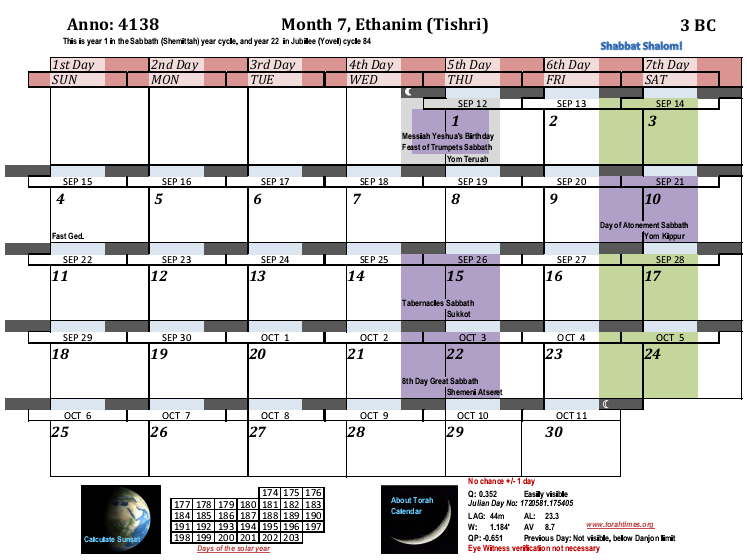 Anno: 4138 Month 7, Ethanim (Tishri) 3 BC
This is year 1 in the Sabbath (Shemittah) year cycle, and year 22 in Jubilee (Yovel) cycle 84
Shabbat Shalom!
1st Day 2nd Day 3rd Day 4th Day 5th Day 6th Day 7th Day
SUN MON TUE WED THU FRI SAT
SEP 12 SEP 13 SEP 14
1 2 3
Messiah Yeshua's Birthday
Feast of Trumpets Sabbath
Yom Teruah
SEP 15 SEP 16 SEP 17 SEP 18 SEP 19 SEP 20 SEP 21
4 5 6 7 8 9 10
Day of Atonement Sabbath
Fast Ged. Yom Kippur
SEP 22 SEP 23 SEP 24 SEP 25 SEP 26 SEP 27 SEP 28
11 12 13 14 15 16 17
Tabernacles Sabbath
Sukkot
SEP 29 SEP 30 OCT 1 OCT 2 OCT 3 OCT 4 OCT 5
18 19 20 21 22 23 24
8th Day Great Sabbath
Shemeni Atseret
OCT 6 OCT 7 OCT 8 OCT 9 OCT 10 OCT 11
25 26 27 28 29 30
Calculate Sunset
174 175 176
177 178 179 180 181 182 183
184 185 186 187 188 189 190
191 192 193 194 195 196 197
198 199 200 201 202 203
Days of the solar year
About Torah
Calendar
No chance +/- 1 day
Q: 0.352 Easily visible
Julian Day No: 1720581.175405
LAG: 44m AL: 23.3
W: 1.184' AV 8.7 www.torahtimes.org
QP: -0.651 Previous Day: Not visible, below Danjon limit
Eye Witness verification not necessary